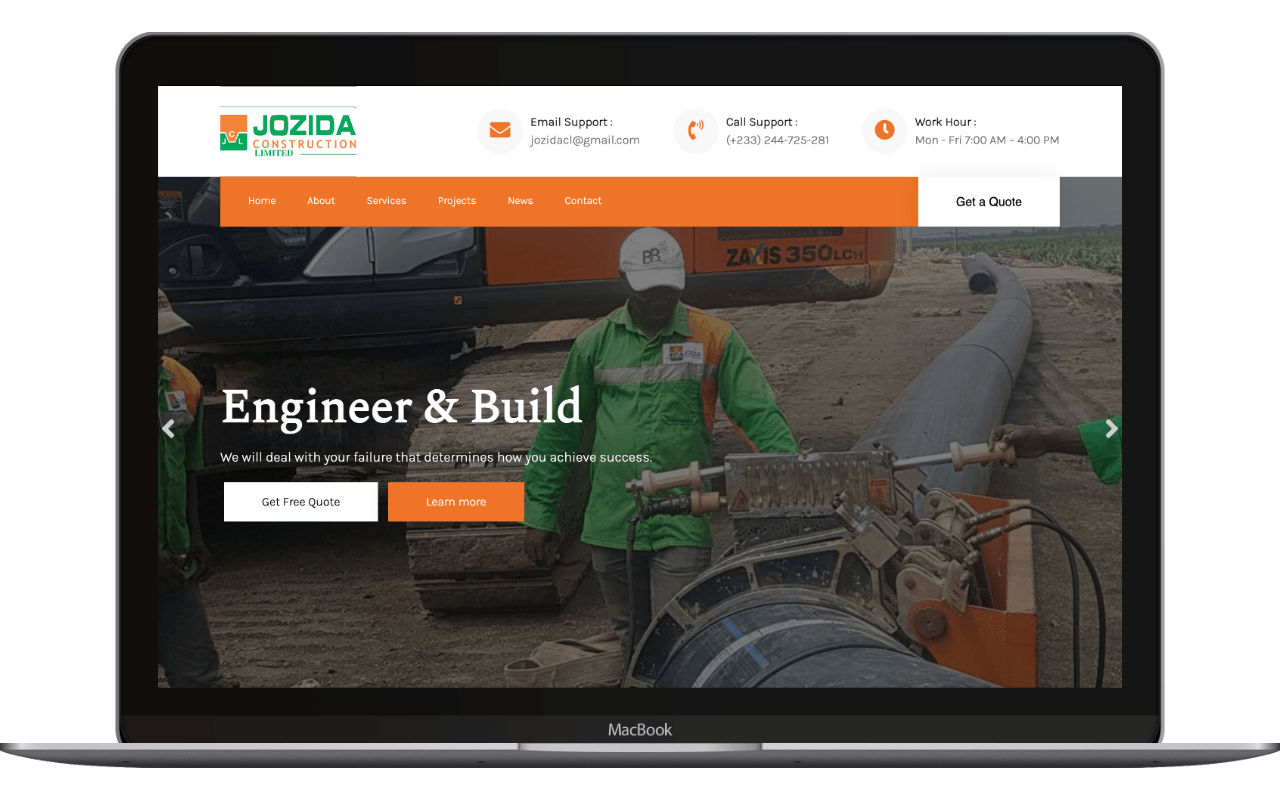 JOZIDA
CONSTRUCTION
LIMITED
J C L
Email Support :
jozidacl@gmail.com
Call Support :
(+233) 244-725-281
Work Hour :
Mon - Fri 7:00 AM - 4:00 PM
Home About Services Projects News Contact
Get a Quote
ZAXIS 350LCH
BB
Engineer & Build
We will deal with your failure that determines how you achieve success.
Get Free Quote
Learn more
MacBook